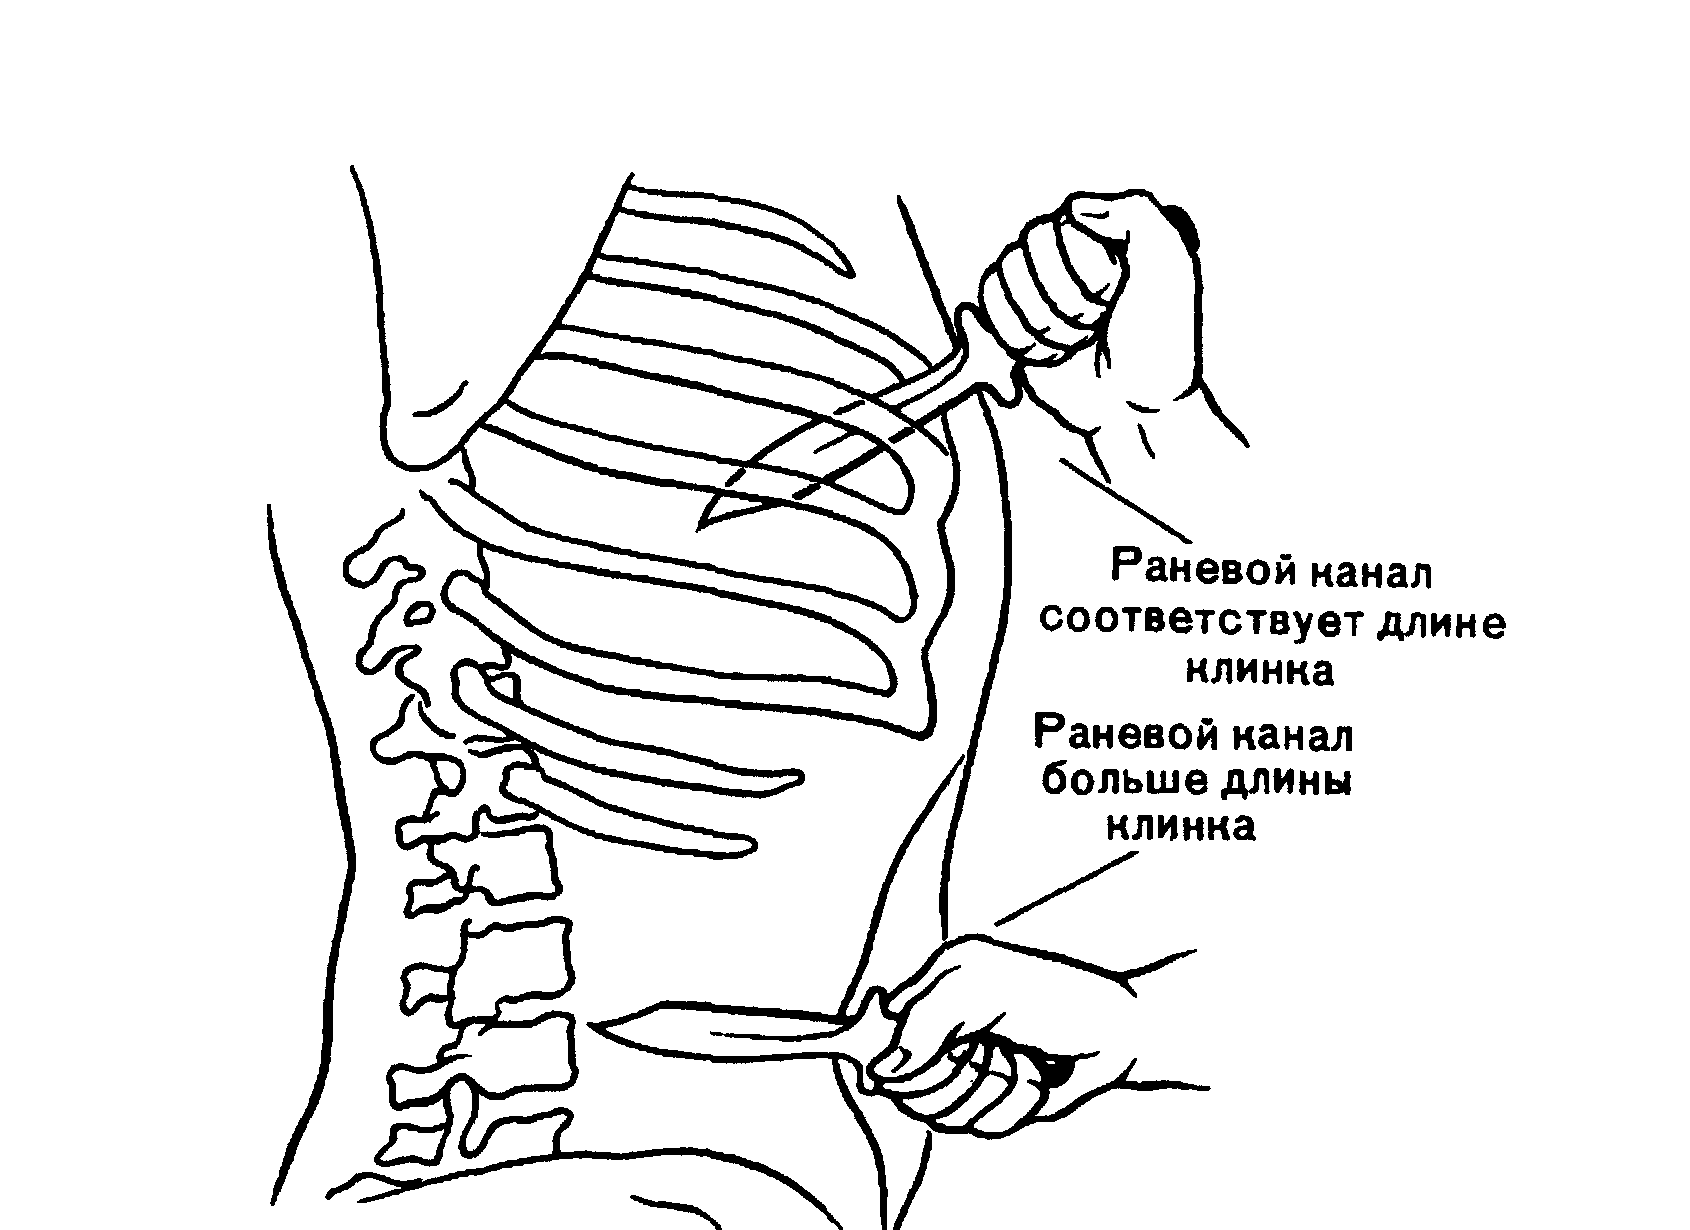 Раневой канал
соответствует длине
клинка
Раневой канал
больше длины
клинка